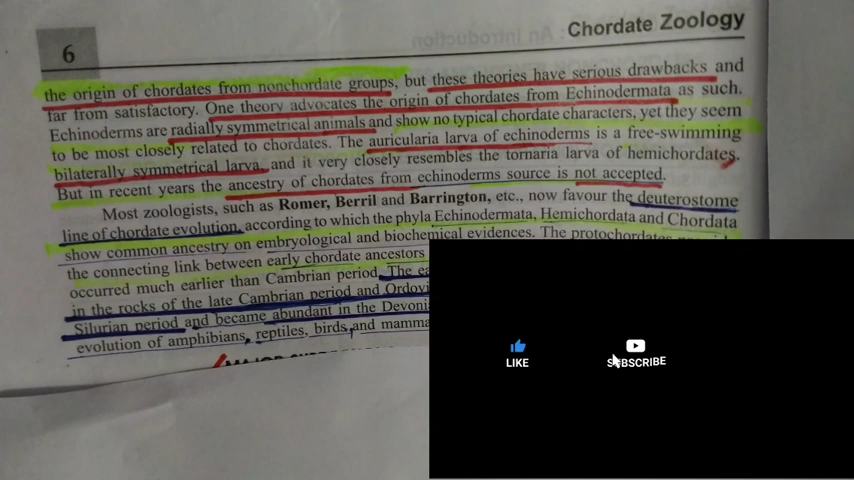 6
Chordate Zoology
the origin of chordates from nonchordate groups, but these theories have serious drawbacks and
far from satisfactory. One theory advocates the origin of chordates from Echinodermata as such.
Echinoderms are radially symmetrical animals and show no typical chordate characters, yet they seem
to be most closely related to chordates. The auricularia larva of echinoderms is a free-swimming
bilaterally symmetrical larva, and it very closely resembles the tornaria larva of hemichordates.
But in recent years the ancestry of chordates from echinoderms source is not accepted.
Most zoologists, such as Romer, Berril and Barrington, etc., now favour the deuterostome
line of chordate evolution, according to which the phyla Echinodermata, Hemichordata and Chordata
show common ancestry on embryological and biochemical evidences. The protochordates
the connecting link between early chordate ancestors
occurred much earlier than Cambrian period. The
in the rocks of the late Cambrian period and
Silurian period and became abundant in the
evolution of amphibians, reptiles, birds, and
LIKE
SUBSCRIBE